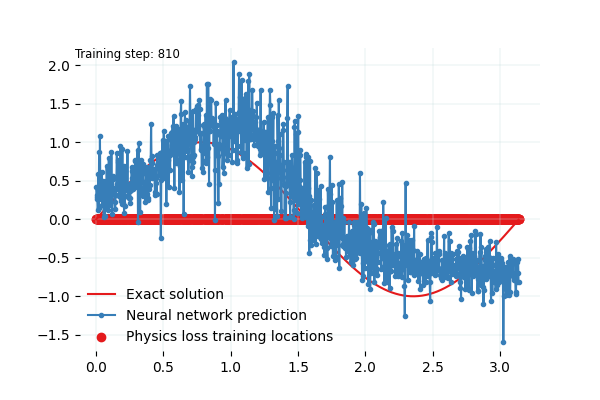 Training step: 810
2.0
1.5
1.0
0.5
0.0
−0.5
−1.0
−1.5
Exact solution
Neural network prediction
Physics loss training locations
0.0 0.5 1.0 1.5 2.0 2.5 3.0